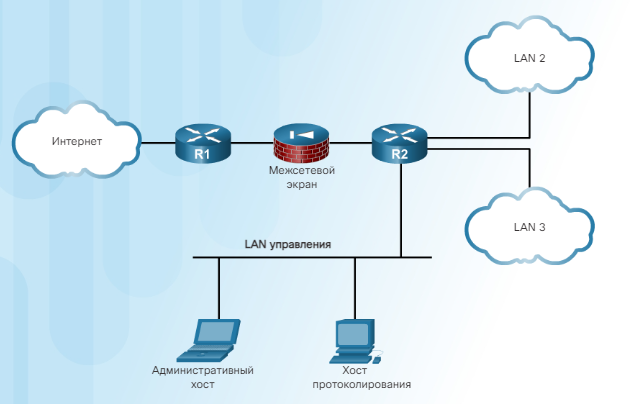 LAN 2
Интернет
R1
R2
Межсетевой
экран
LAN 3
LAN управления
Административный
хост
Хост
протоколирования